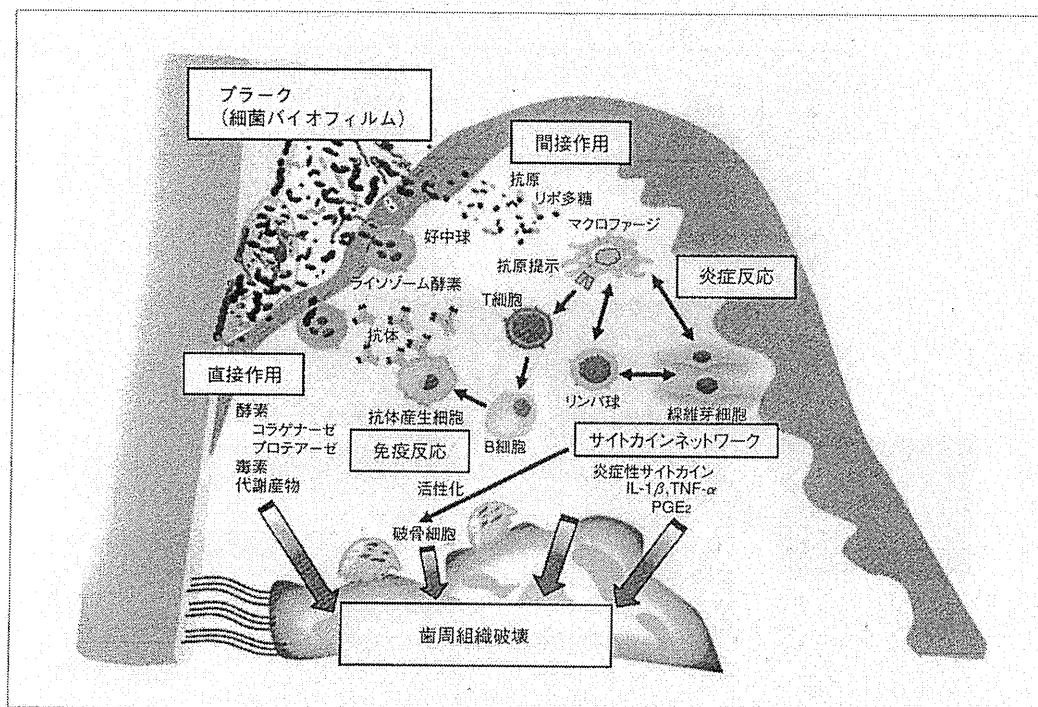 プラーク
（細菌バイオフィルム）
間接作用
抗原
リポ多糖
マクロファージ
好中球
抗原提示
炎症反応
ライソゾーム酵素
T細胞
抗体
直接作用
リンパ球
線維芽細胞
酵素
コラゲナーゼ
プロテアーゼ
毒素
代謝産物
抗体産生細胞
B細胞
免疫反応
サイトカインネットワーク
炎症性サイトカイン
IL-1β,TNF-α
PGE₂
活性化
破骨細胞
歯周組織破壊